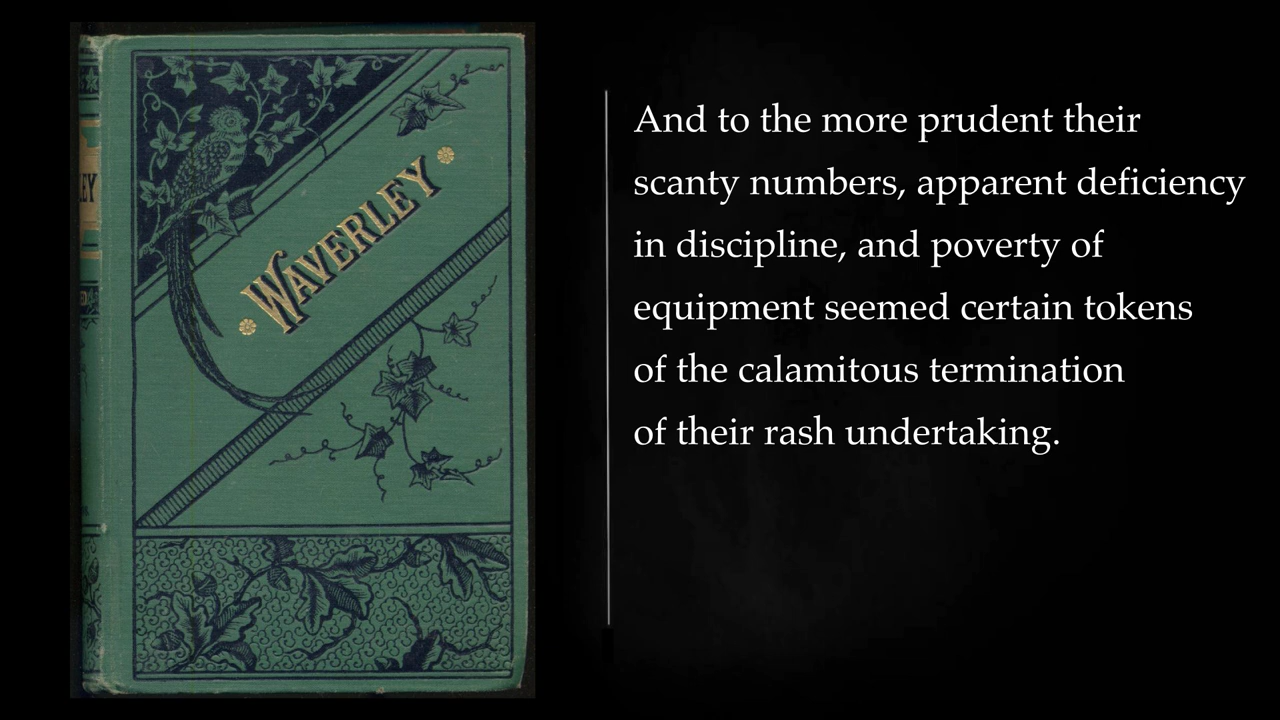 WAVERLEY
And to the more prudent their
scanty numbers, apparent deficiency
in discipline, and poverty of
equipment seemed certain tokens
of the calamitous termination
of their rash undertaking.